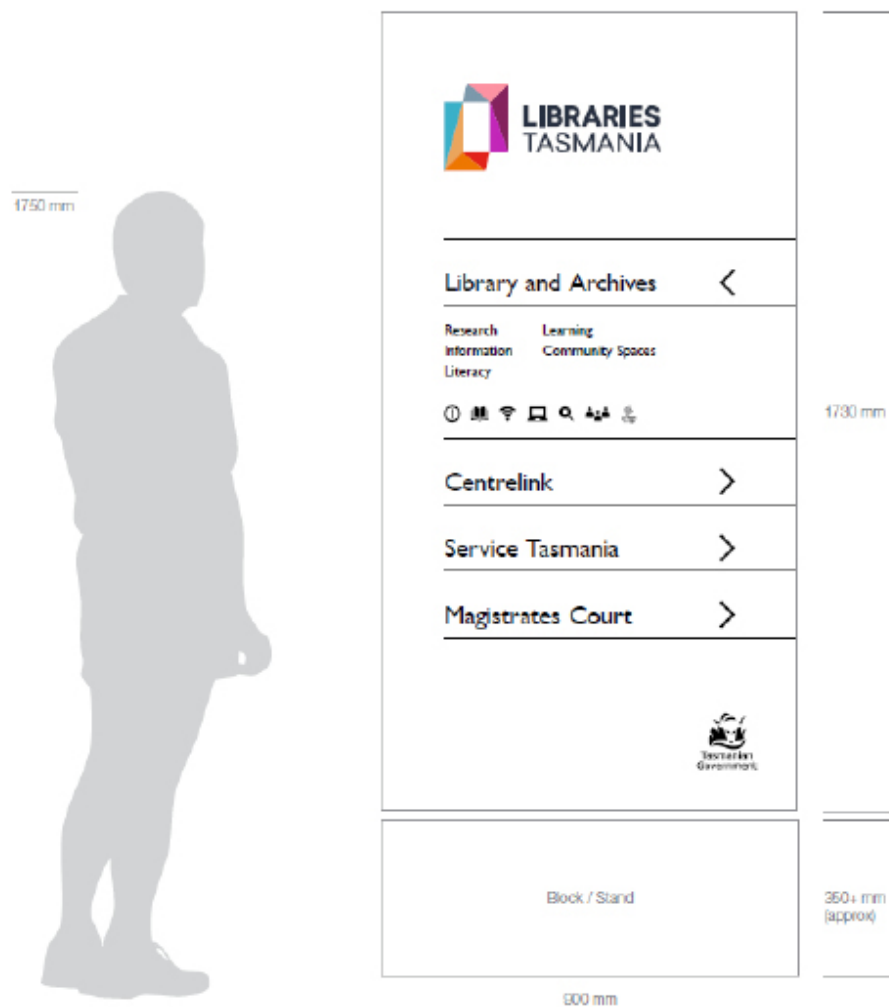 1750 mm
LIBRARIES
TASMANIA
Library and Archives
Research Learning
Information Community Spaces
Literacy
1730 mm
Centrelink
Service Tasmania
Magistrates Court
Tasmanian
Government
Block / Stand
350+ mm
(approx)
900 mm